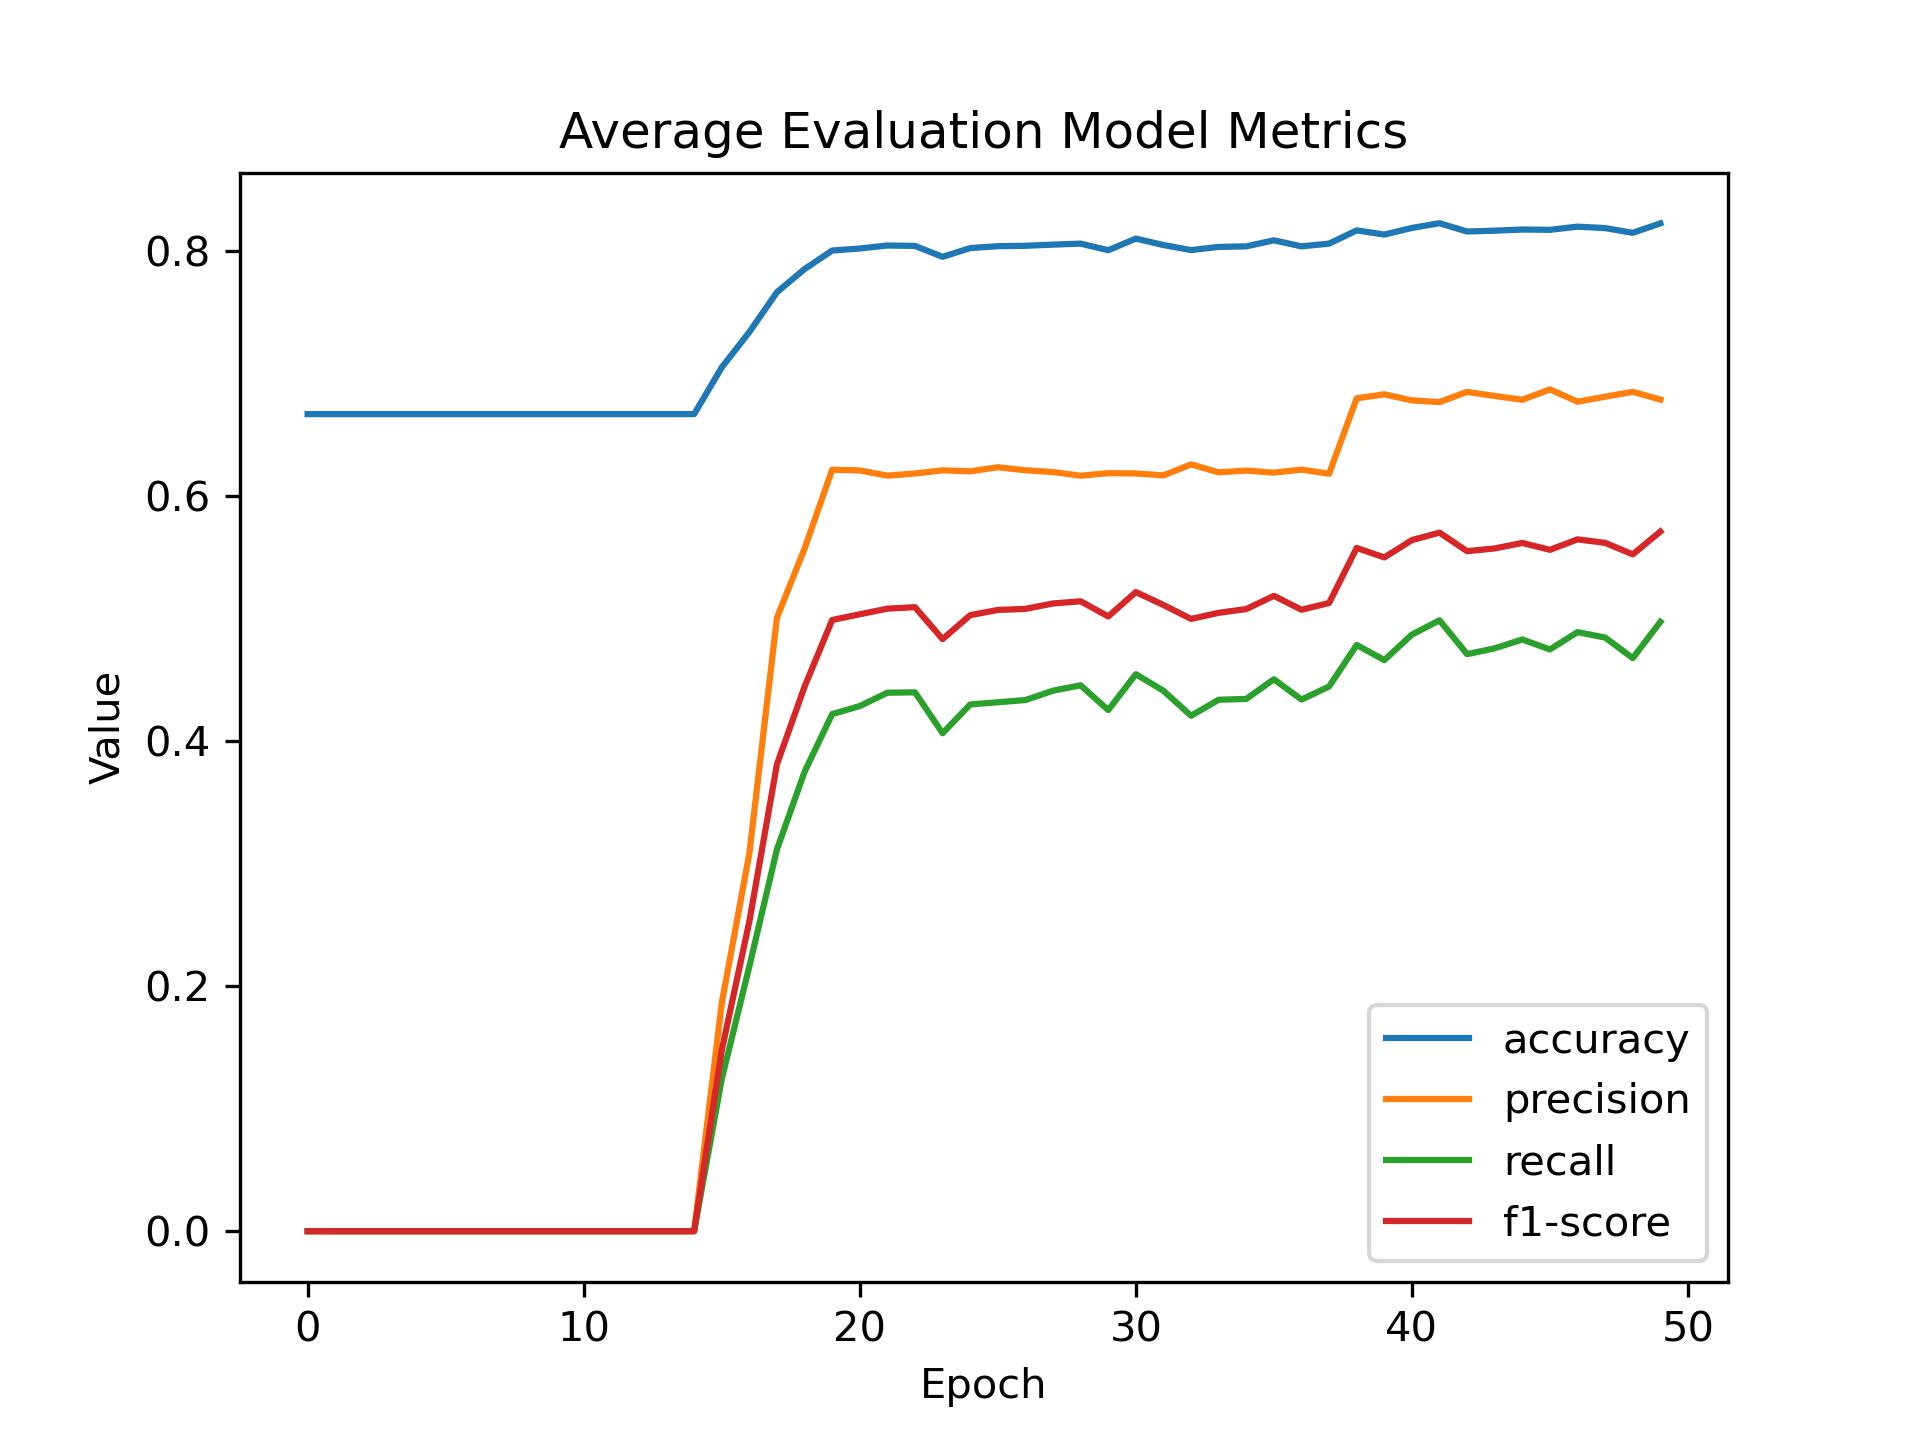 Average Evaluation Model Metrics
0.8
0.6
0.4
0.2
0.0
Value
0 10 20 30 40 50
Epoch
accuracy
precision
recall
f1-score